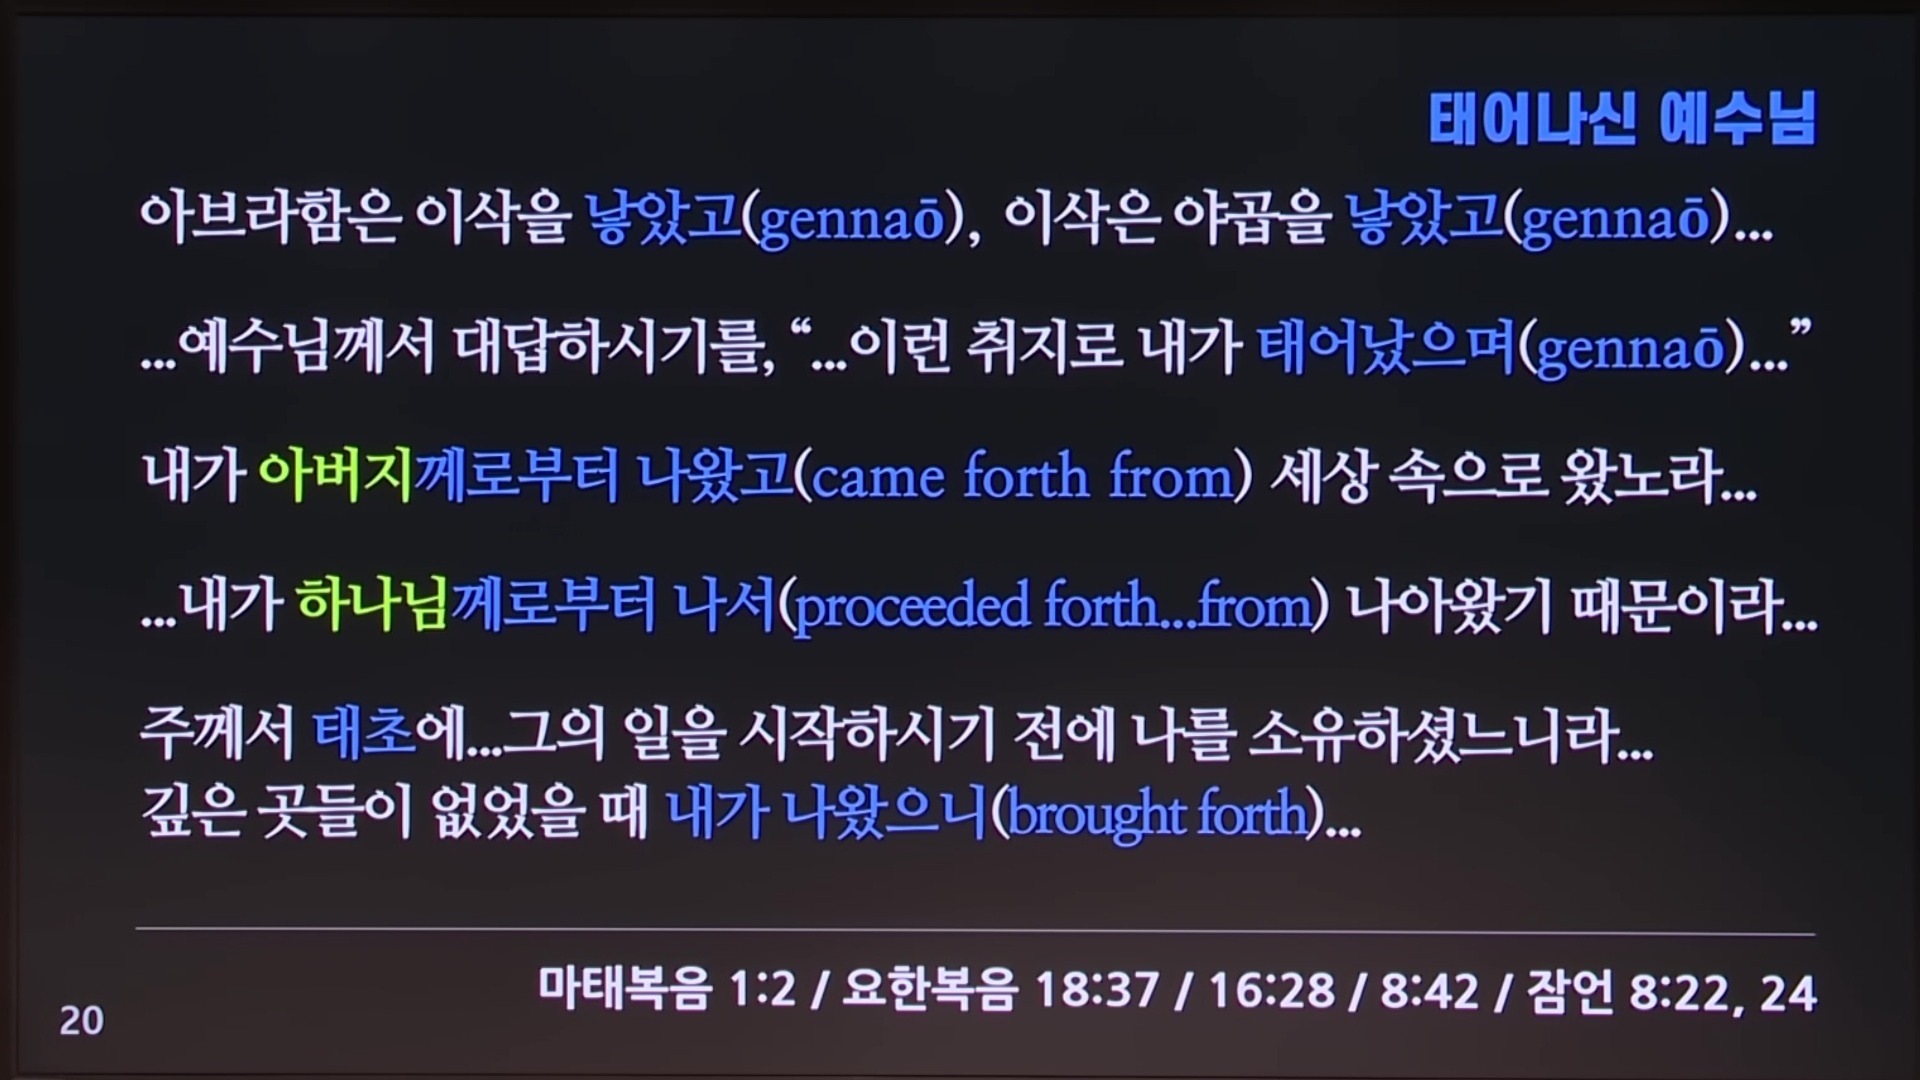 태어나신 예수님
아브라함은 이삭을 낳았고(gennaō), 이삭은 야곱을 낳았고(gennaō)...
...예수님께서 대답하시기를, “...이런 취지로 내가 태어났으며(gennaō)...”
내가 아버지께로부터 나왔고(came forth from) 세상 속으로 왔노라...
...내가 하나님께로부터 나서(proceeded forth...from) 나아왔기 때문이라...
주께서 태초에...그의 일을 시작하시기 전에 나를 소유하셨느니라...
깊은 곳들이 없었을 때 내가 나왔으니(brought forth)...
마태복음 1:2 / 요한복음 18:37 / 16:28 / 8:42 / 잠언 8:22, 24
20